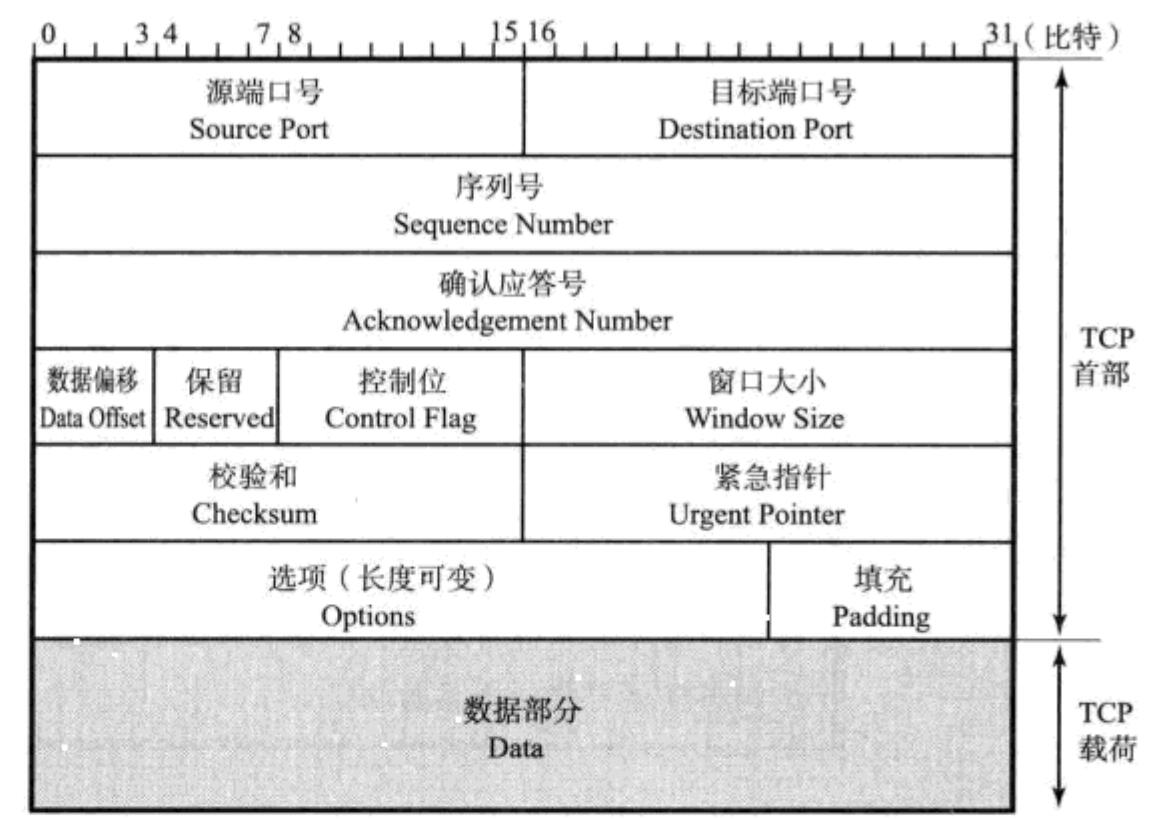 0 3 4 7 8 15 16 31 (比特)
源端口号
Source Port
目标端口号
Destination Port
序列号
Sequence Number
确认应答号
Acknowledgement Number
数据偏移
Data Offset
保留
Reserved
控制位
Control Flag
窗口大小
Window Size
校验和
Checksum
紧急指针
Urgent Pointer
选项(长度可变)
Options
填充
Padding
TCP
首部
数据部分
Data
TCP
载荷